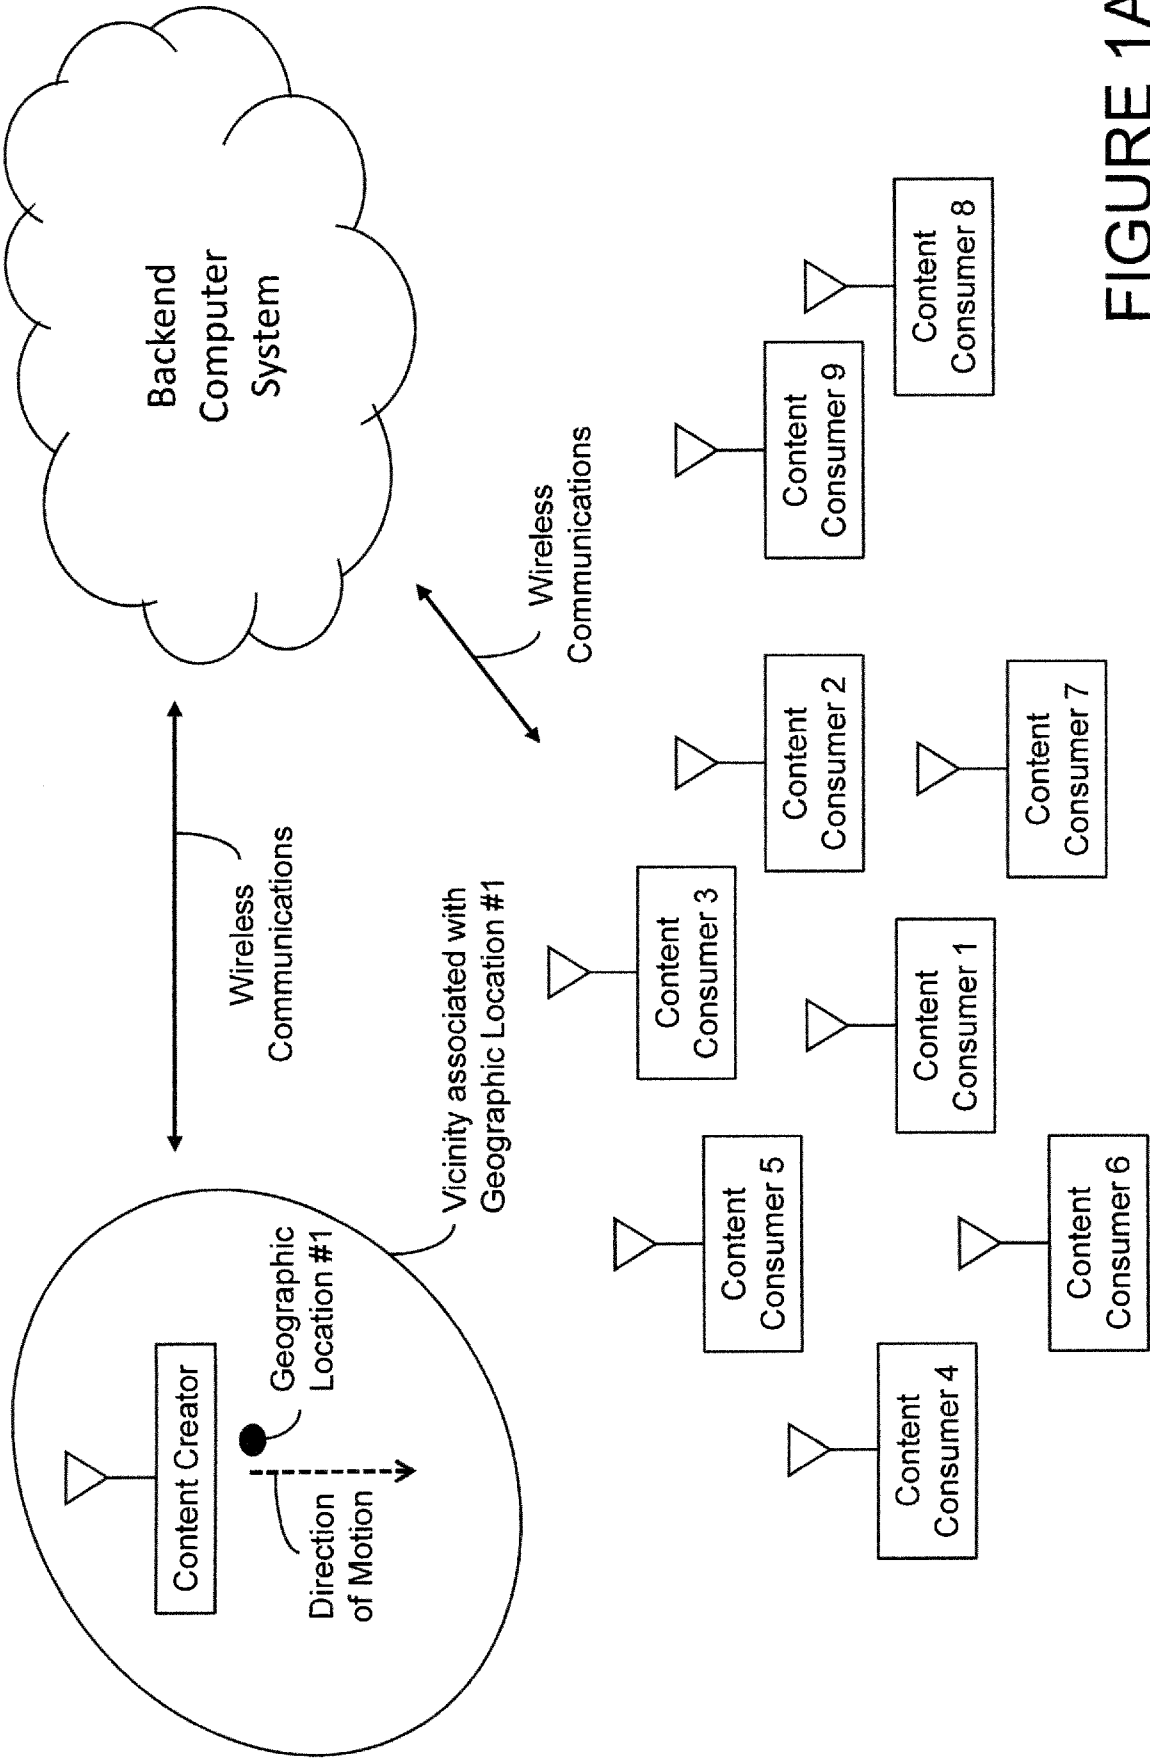 Content Creator
Geographic
Location #1
Direction
of Motion
Vicinity associated with
Geographic Location #1
Wireless
Communications
Backend
Computer
System
Wireless
Communications
Content
Consumer 3
Content
Consumer 5
Content
Consumer 2
Content
Consumer 9
Content
Consumer 4
Content
Consumer 1
Content
Consumer 8
Content
Consumer 6
Content
Consumer 7
FIGURE 1A